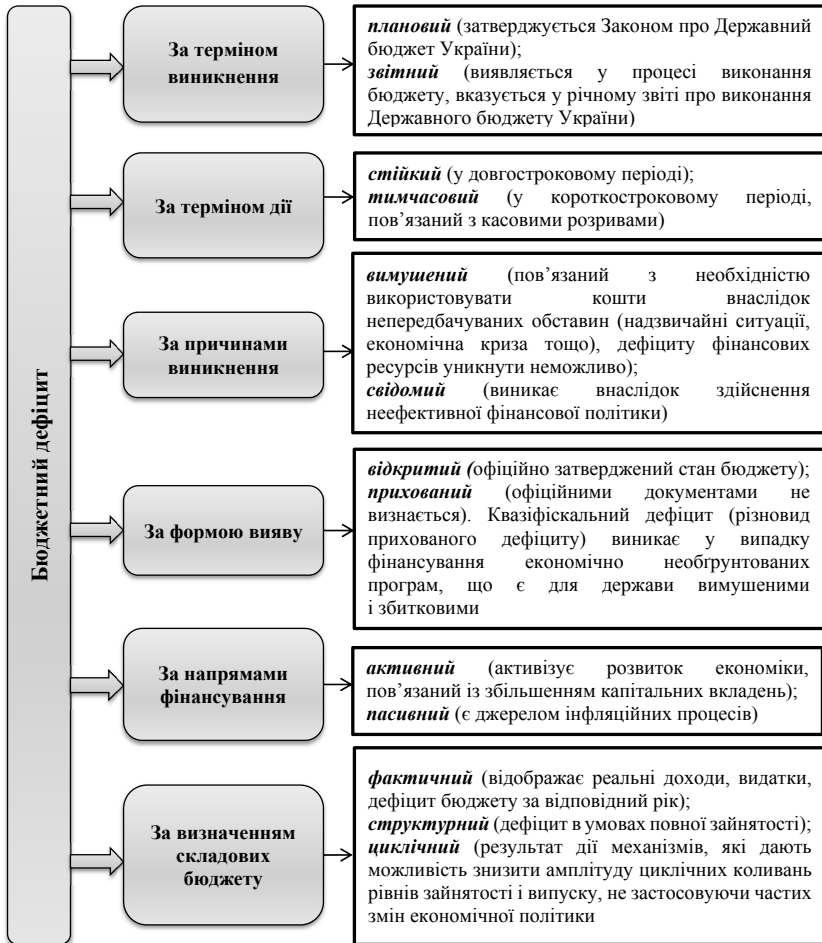 Бюджетний дефіцит
За терміном
виникнення
плановий (затверджується Законом про Державний
бюджет України);
звітний (виявляється у процесі виконання
бюджету, вказується у річному звіті про виконання
Державного бюджету України)
За терміном дії
стійкий (у довгостроковому періоді);
тимчасовий (у короткостроковому періоді,
пов’язаний з касовими розривами)
За причинами
виникнення
вимушений (пов’язаний з необхідністю
використовувати кошти внаслідок
непередбачуваних обставин (надзвичайні ситуації,
економічна криза тощо), дефіциту фінансових
ресурсів уникнути неможливо);
свідомий (виникає внаслідок здійснення
неефективної фінансової політики)
За формою вияву
відкритий (офіційно затверджений стан бюджету);
прихований (офіційними документами не
визнається). Квазіфіскальний дефіцит (різновид
прихованого дефіциту) виникає у випадку
фінансування економічно необґрунтованих
програм, що є для держави вимушеними
і збитковими
За напрямами
фінансування
активний (активізує розвиток економіки,
пов’язаний із збільшенням капітальних вкладень);
пасивний (є джерелом інфляційних процесів)
За визначенням
складових
бюджету
фактичний (відображає реальні доходи, видатки,
дефіцит бюджету за відповідний рік);
структурний (дефіцит в умовах повної зайнятості);
циклічний (результат дії механізмів, які дають
можливість знизити амплітуду циклічних коливань
рівнів зайнятості і випуску, не застосовуючи частих
змін економічної політики